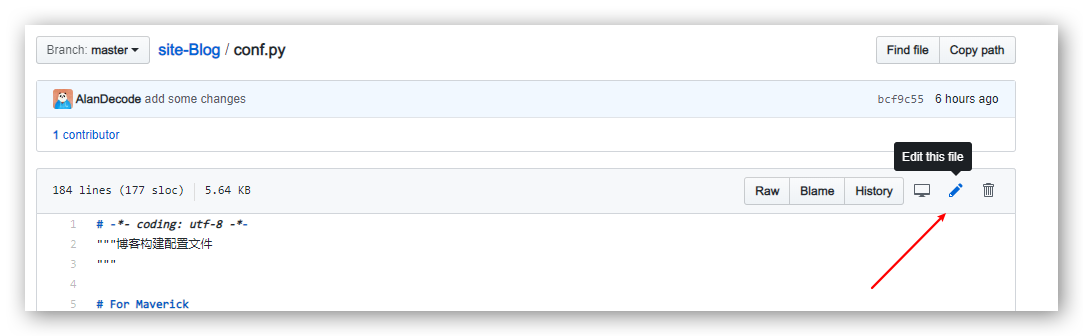 Branch: master site-Blog / conf.py Find file Copy path
AlanDecode add some changes bcf9c55 6 hours ago
1 contributor
Edit this file
184 lines (177 sloc) 5.64 KB Raw Blame History
1 # -*- coding: utf-8 -*-
2 """博客构建配置文件
3 """
4
5 # For Maverick